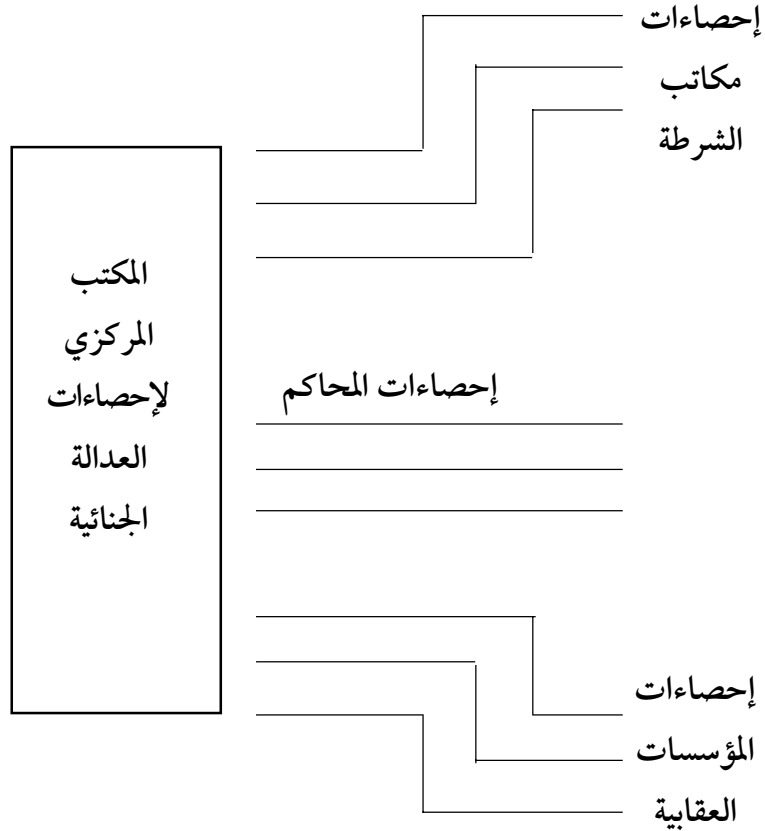 إحصاءات
مكاتب
الشرطة
المكتب
المركزي
لإحصاءات
العدالة
الجنائية
إحصاءات المحاكم
إحصاءات
المؤسسات
العقابية